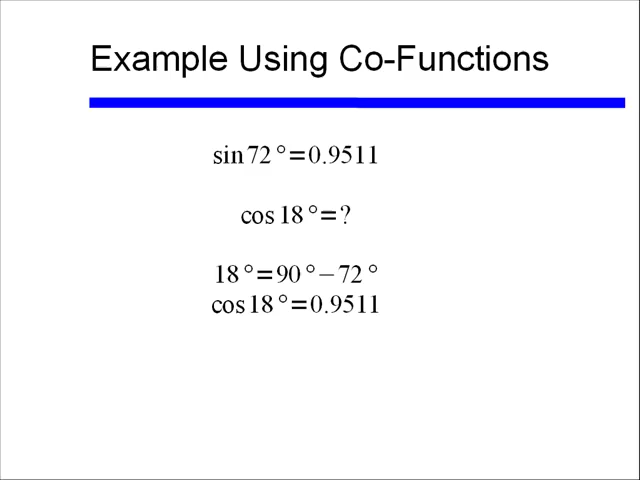 Example Using Co-Functions
sin 72°=0.9511
cos 18°=?
18°=90°−72°
cos 18°=0.9511